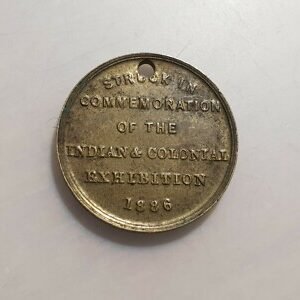 STRUCK IN
COMMEMORATION
OF THE
INDIAN & COLONIAL
EXHIBITION
1886